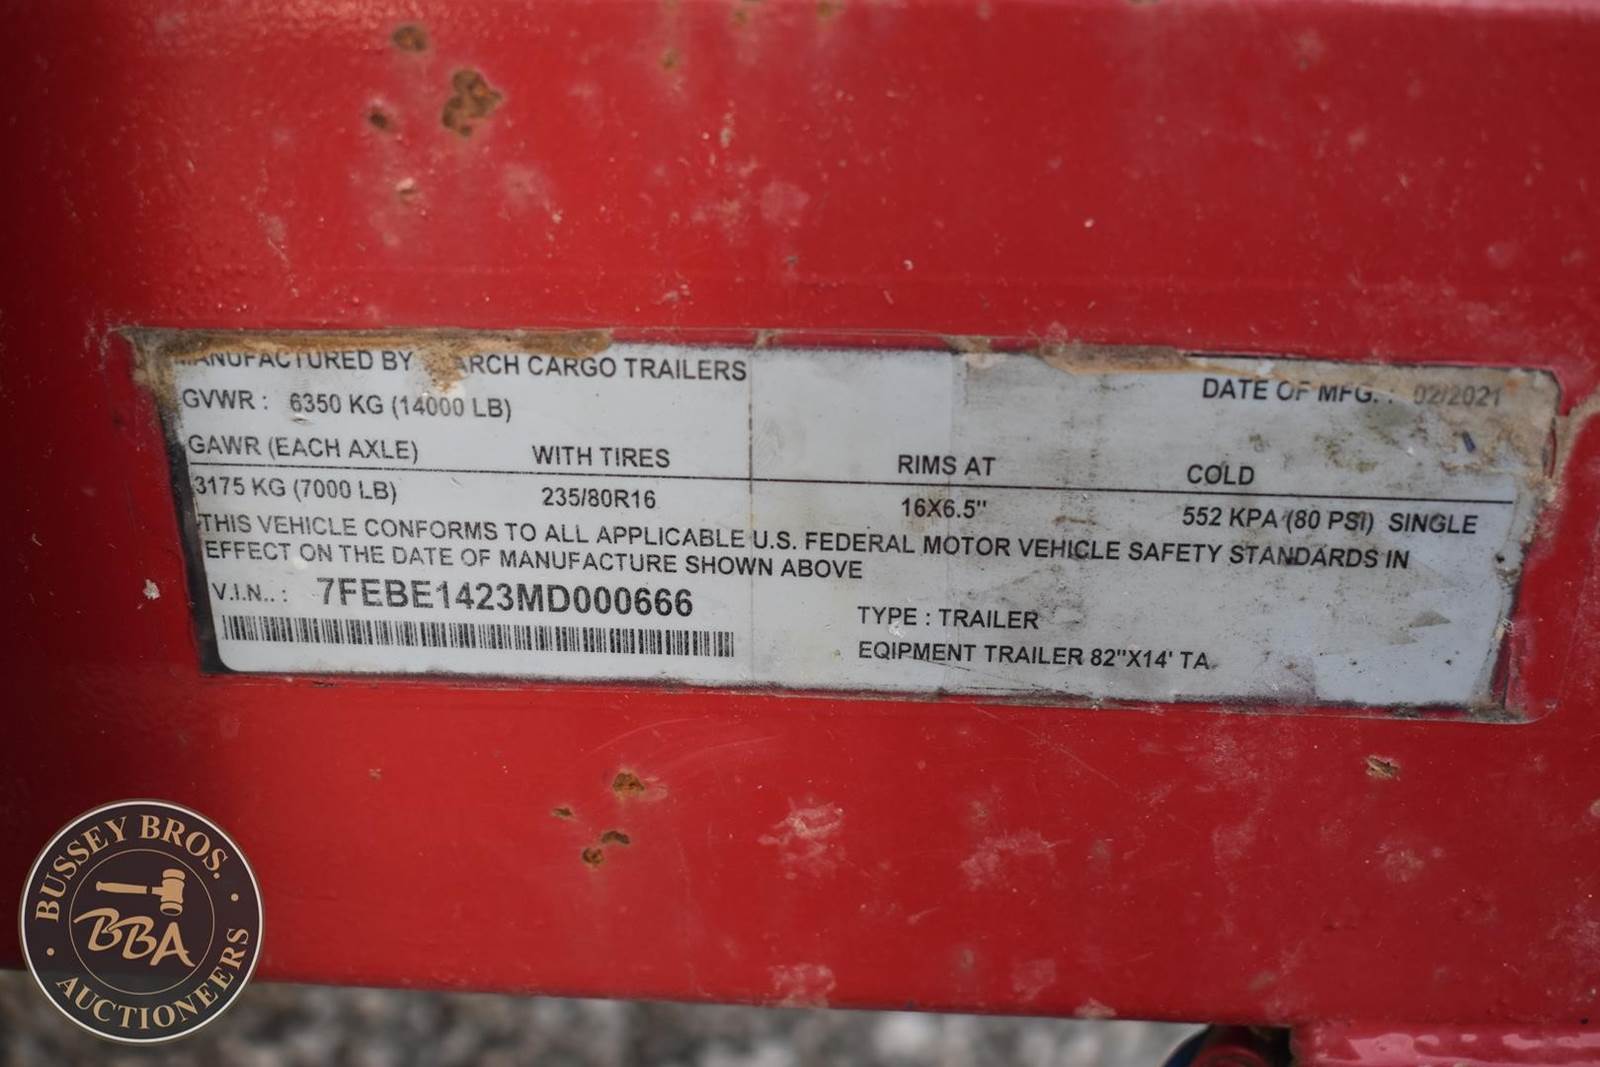 MANUFACTURED BY ARCH CARGO TRAILERS
DATE OF MFG. : 02/2021
GVWR : 6350 KG (14000 LB)
GAWR (EACH AXLE) WITH TIRES RIMS AT COLD
3175 KG (7000 LB) 235/80R16 16X6.5" 552 KPA (80 PSI) SINGLE
THIS VEHICLE CONFORMS TO ALL APPLICABLE U.S. FEDERAL MOTOR VEHICLE SAFETY STANDARDS IN
EFFECT ON THE DATE OF MANUFACTURE SHOWN ABOVE
V.I.N.. : 7FEBE1423MD000666
TYPE : TRAILER
EQIPMENT TRAILER 82"X14' TA
BUSSEY BROS.
BBA
AUCTIONEERS